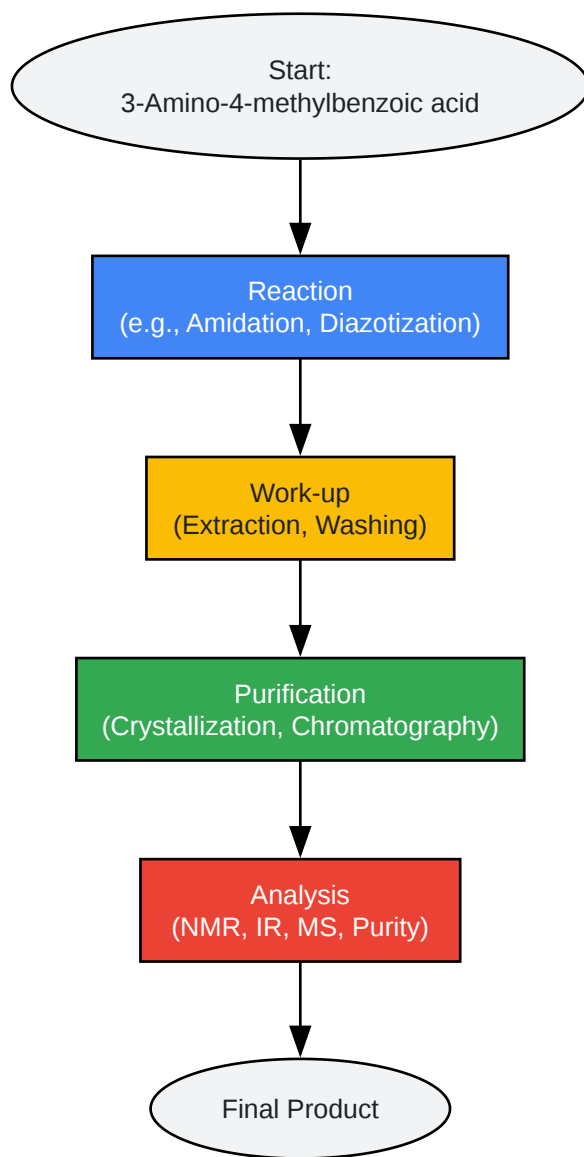 Start:
3-Amino-4-methylbenzoic acid
Reaction
(e.g., Amidation, Diazotization)
Work-up
(Extraction, Washing)
Purification
(Crystallization, Chromatography)
Analysis
(NMR, IR, MS, Purity)
Final Product